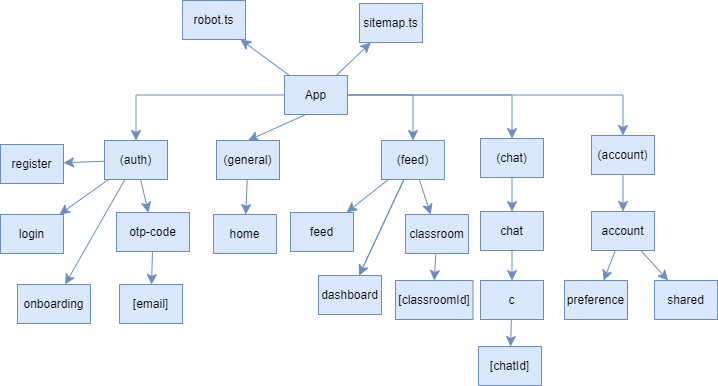 robot.ts
sitemap.ts
App
(auth)
(general)
(feed)
(chat)
(account)
register
login
otp-code
home
feed
classroom
chat
account
onboarding
[email]
dashboard
[classroomId]
c
preference
shared
[chatId]